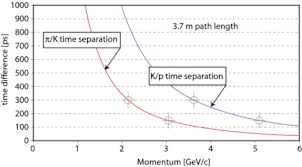 1000
900
800
700
600
500
400
300
200
100
0
time difference [ps]
3.7 m path length
π/K time separation
K/p time separation
0 1 2 3 4 5 6
Momentum [GeV/c]